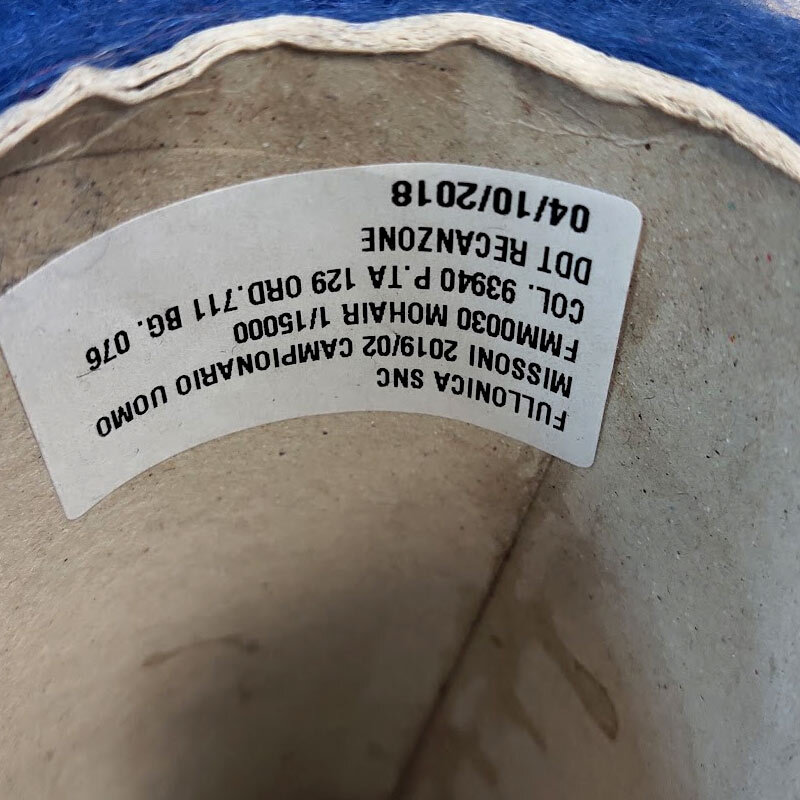 FULLONICA SNC
MISSONI 2019/02 CAMPIONARIO UOMO
FMM0030 MOHAIR 1/15000
COL. 93940 P.TA 129 ORD.711 BG. 076
DDT RECANZONE
04/10/2018